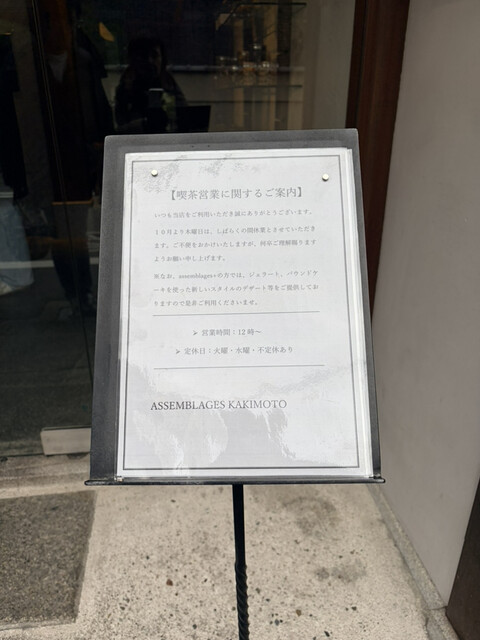 【喫茶営業に関するご案内】
いつも当店をご利用いただき誠にありがとうございます。
10月より木曜日は、しばらくの間休業とさせていただき
ます。ご不便をおかけいたしますが、何卒ご理解賜ります
ようお願い申し上げます。
※なお、assemblages+の方では、ジェラート、パウンドケ
ーキを使った新しいスタイルのデザート等をご提供してお
りますので是非ご利用くださいませ。
➢ 営業時間:12時～
➢ 定休日:火曜・水曜・不定休あり
ASSEMBLAGES KAKIMOTO